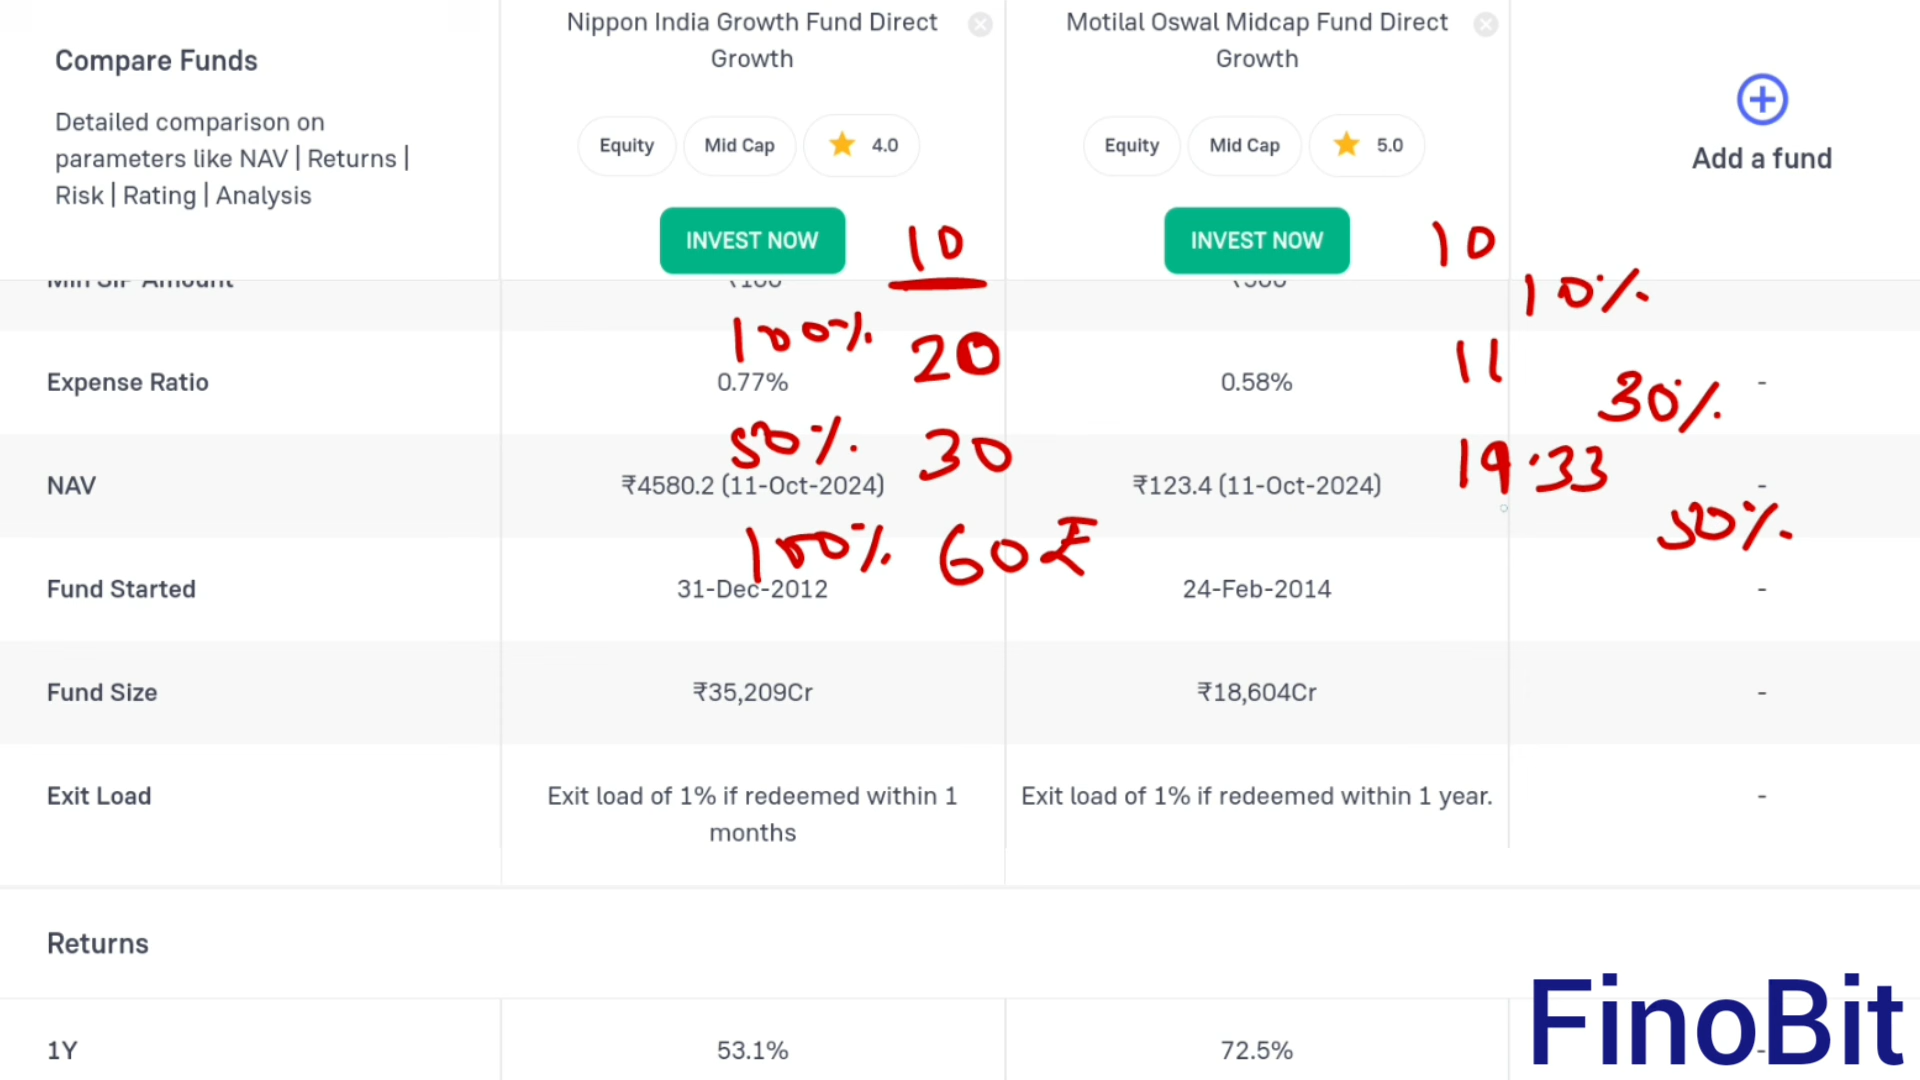 Nippon India Growth Fund Direct Growth
Motilal Oswal Midcap Fund Direct Growth
Compare Funds
Detailed comparison on
parameters like NAV | Returns |
Risk | Rating | Analysis
Equity Mid Cap 4.0
Equity Mid Cap 5.0
Add a fund
INVEST NOW 10
INVEST NOW 10
Min SIP Amount ₹100 ₹500
10%
100% 20
11
Expense Ratio 0.77% 0.58% -
30%
50% 30
19.33
NAV ₹4580.2 (11-Oct-2024) ₹123.4 (11-Oct-2024) -
50%
100% 60₹
Fund Started 31-Dec-2012 24-Feb-2014 -
Fund Size ₹35,209Cr ₹18,604Cr -
Exit Load Exit load of 1% if redeemed within 1 months Exit load of 1% if redeemed within 1 year. -
Returns
1Y 53.1% 72.5% -
FinoBit